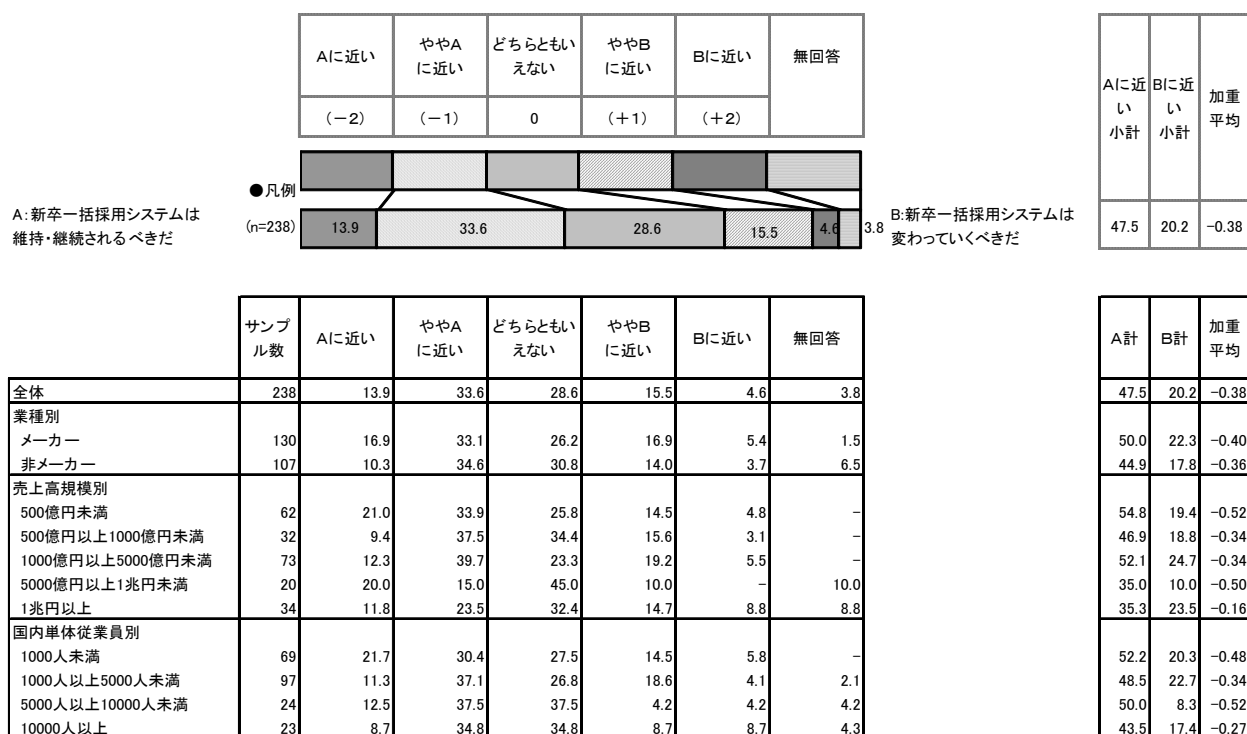 Aに近い ややAに近い どちらともいえない ややBに近い Bに近い 無回答
(−2) (−1) 0 (+1) (+2)
Aに近い小計 Bに近い小計 加重平均
●凡例
A:新卒一括採用システムは
維持・継続されるべきだ
(n=238) 13.9 33.6 28.6 15.5 4.6 3.8
B:新卒一括採用システムは
変わっていくべきだ
47.5 20.2 −0.38
サンプル数 Aに近い ややAに近い どちらともいえない ややBに近い Bに近い 無回答 A計 B計 加重平均
全体 238 13.9 33.6 28.6 15.5 4.6 3.8 47.5 20.2 −0.38
業種別
メーカー 130 16.9 33.1 26.2 16.9 5.4 1.5 50.0 22.3 −0.40
非メーカー 107 10.3 34.6 30.8 14.0 3.7 6.5 44.9 17.8 −0.36
売上高規模別
500億円未満 62 21.0 33.9 25.8 14.5 4.8 − 54.8 19.4 −0.52
500億円以上1000億円未満 32 9.4 37.5 34.4 15.6 3.1 − 46.9 18.8 −0.34
1000億円以上5000億円未満 73 12.3 39.7 23.3 19.2 5.5 − 52.1 24.7 −0.34
5000億円以上1兆円未満 20 20.0 15.0 45.0 10.0 − 10.0 35.0 10.0 −0.50
1兆円以上 34 11.8 23.5 32.4 14.7 8.8 8.8 35.3 23.5 −0.16
国内単体従業員別
1000人未満 69 21.7 30.4 27.5 14.5 5.8 − 52.2 20.3 −0.48
1000人以上5000人未満 97 11.3 37.1 26.8 18.6 4.1 2.1 48.5 22.7 −0.34
5000人以上10000人未満 24 12.5 37.5 37.5 4.2 4.2 4.2 50.0 8.3 −0.52
10000人以上 23 8.7 34.8 34.8 8.7 8.7 4.3 43.5 17.4 −0.27